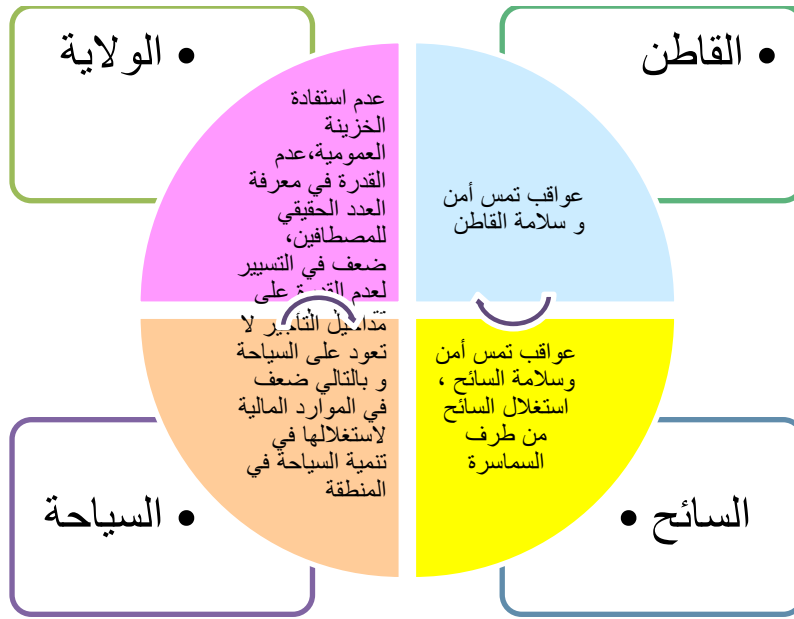 • القاطن
• الولاية
عواقب تمس أمن
و سلامة القاطن
عدم استفادة
الخزينة
العمومية،عدم
القدرة في معرفة
العدد الحقيقي
للمصطافين،
ضعف في التسيير
لعدم القدرة على
عواقب تمس أمن
وسلامة السائح ،
استغلال السائح
من طرف
السماسرة
مداخيل التأجير لا
تعود على السياحة
و بالتالي ضعف
في الموارد المالية
لاستغلالها في
تنمية السياحة في
المنطقة
السائح •
• السياحة